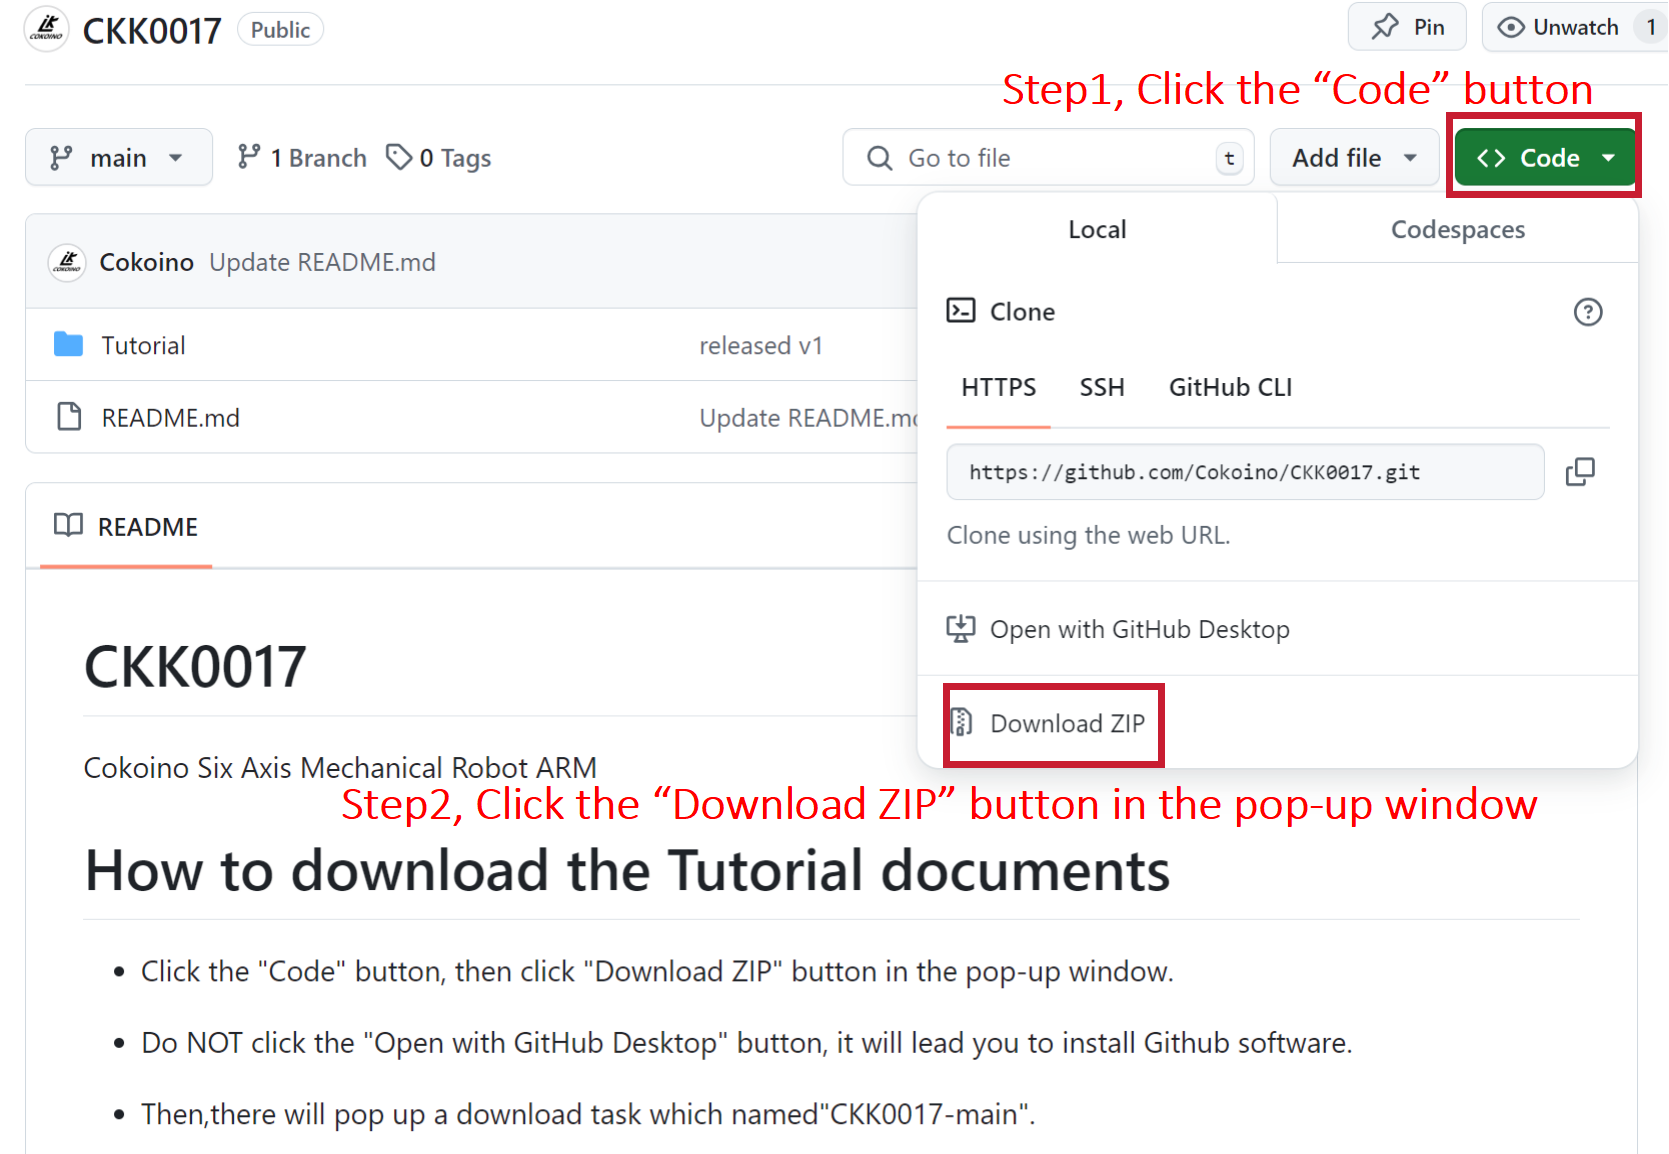 CKK0017 Public
Pin
Unwatch 1
Step1, Click the “Code” button
main
1 Branch
0 Tags
Go to file t
Add file
<> Code
Local
Codespaces
COKOINO
Cokoino Update README.md
Tutorial released v1
README.md Update README.m
Clone
HTTPS SSH GitHub CLI
https://github.com/Cokoino/CKK0017.git
Clone using the web URL.
Open with GitHub Desktop
Download ZIP
README
CKK0017
Cokoino Six Axis Mechanical Robot ARM
Step2, Click the “Download ZIP” button in the pop-up window
How to download the Tutorial documents
• Click the "Code" button, then click "Download ZIP" button in the pop-up window.
• Do NOT click the "Open with GitHub Desktop" button, it will lead you to install Github software.
• Then,there will pop up a download task which named"CKK0017-main".